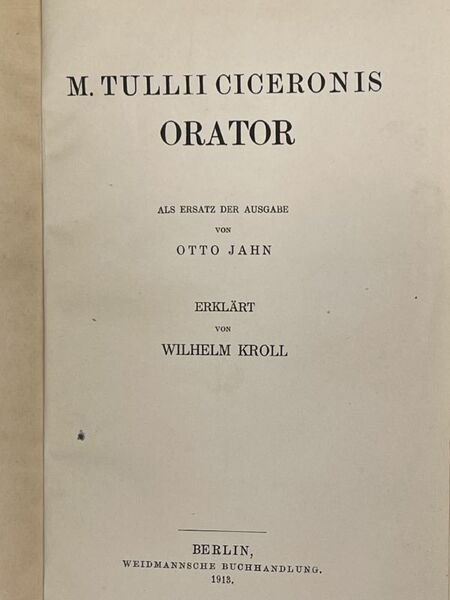 M. TULLII CICERONIS
ORATOR
ALS ERSATZ DER AUSGABE
VON
OTTO JAHN
ERKLÄRT
VON
WILHELM KROLL
BERLIN,
WEIDMANNSCHE BUCHHANDLUNG.
1913.